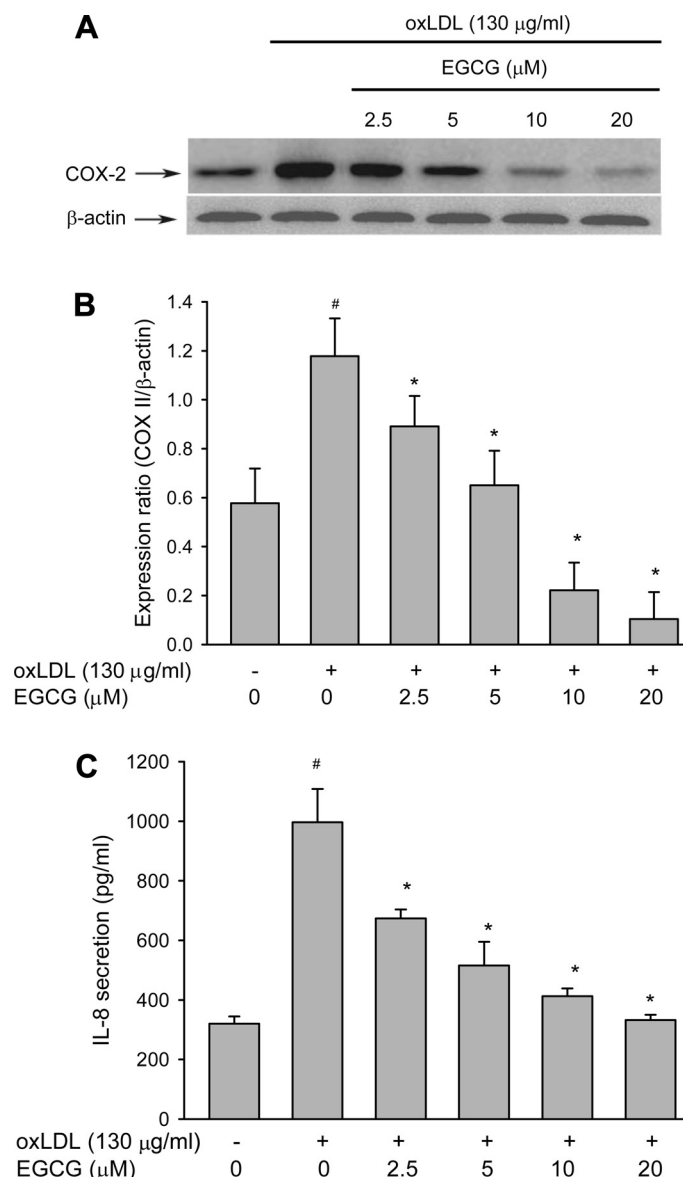 A
oxLDL (130 μg/ml)
EGCG (μM)
2.5 5 10 20
COX-2
β-actin
B
Expression ratio (COX II/β-actin)
1.4
#
1.2
1.0
*
0.8
*
0.6
0.4
*
0.2
*
0.0
oxLDL (130 μg/ml) - + + + + +
EGCG (μM) 0 0 2.5 5 10 20
C
IL-8 secretion (pg/ml)
1200
#
1000
800
*
600
*
400
*
*
200
0
oxLDL (130 μg/ml) - + + + + +
EGCG (μM) 0 0 2.5 5 10 20